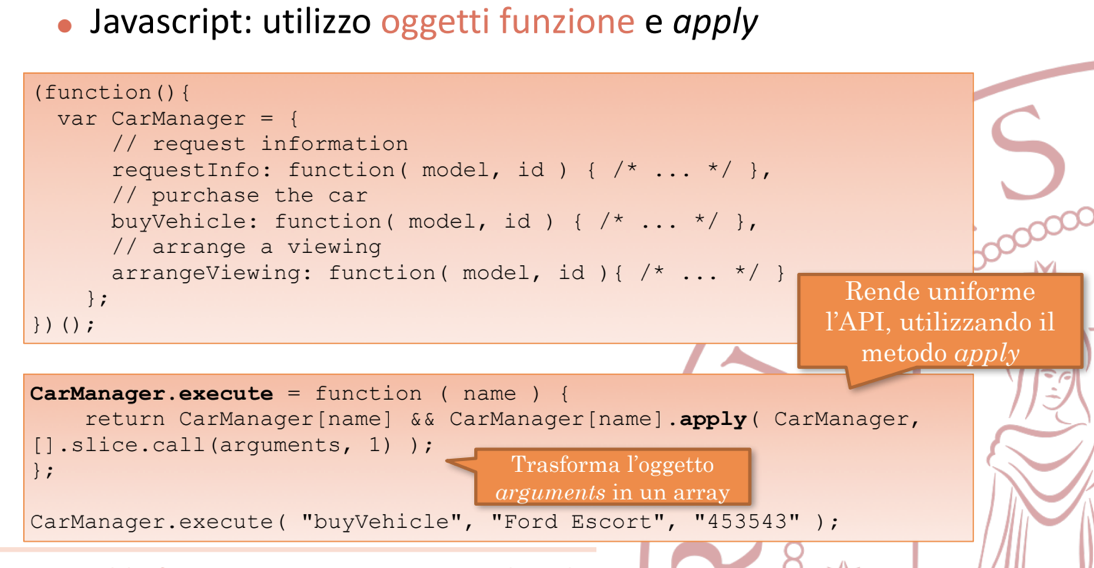 • Javascript: utilizzo oggetti funzione e apply
(function(){
  var CarManager = {
      // request information
      requestInfo: function( model, id ) { /* ... */ },
      // purchase the car
      buyVehicle: function( model, id ) { /* ... */ },
      // arrange a viewing
      arrangeViewing: function( model, id ){ /* ... */ }
    };
})();
Rende uniforme
l'API, utilizzando il
metodo apply
CarManager.execute = function ( name ) {
    return CarManager[name] && CarManager[name].apply( CarManager,
[].slice.call(arguments, 1) );
};
Trasforma l'oggetto
arguments in un array
CarManager.execute( "buyVehicle", "Ford Escort", "453543" );
S